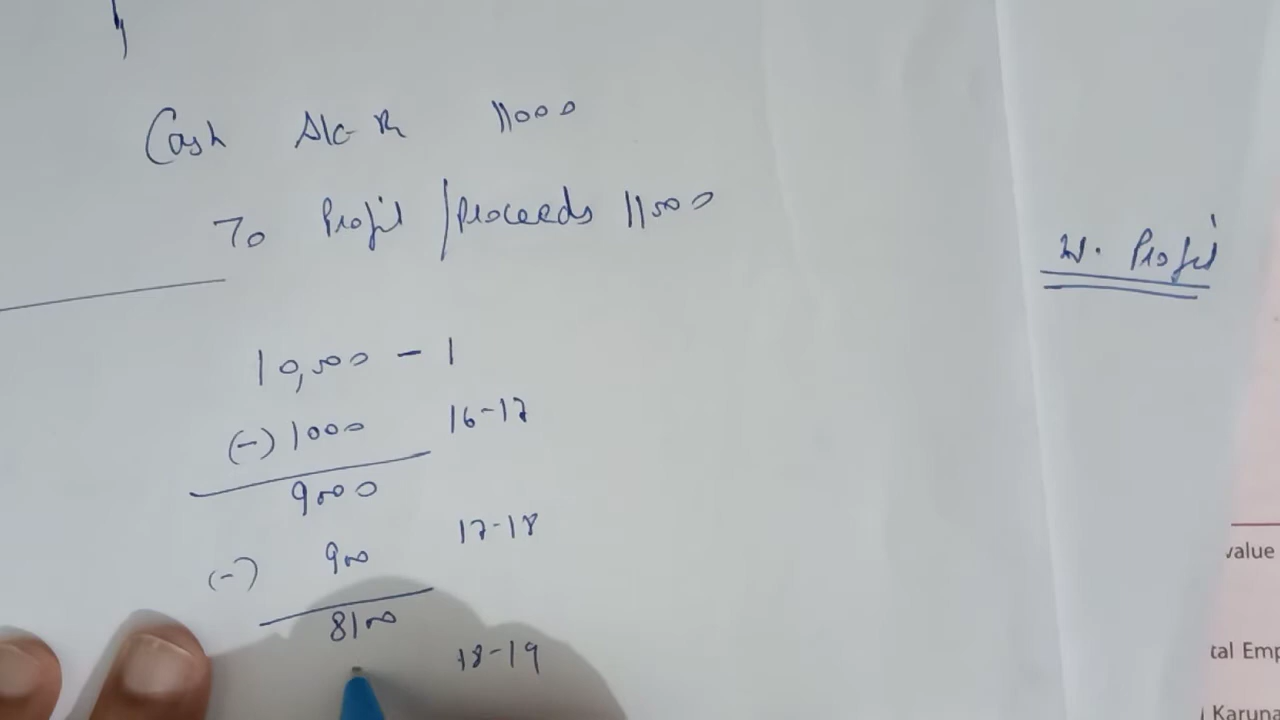 Cash A/c Dr 11000
To Profit / Proceeds 11000
W. Profit
10,000 - 1
(-) 1000 16-17
9000
(-) 900 17-18
8100
18-19
value
tal Emp
Karuna